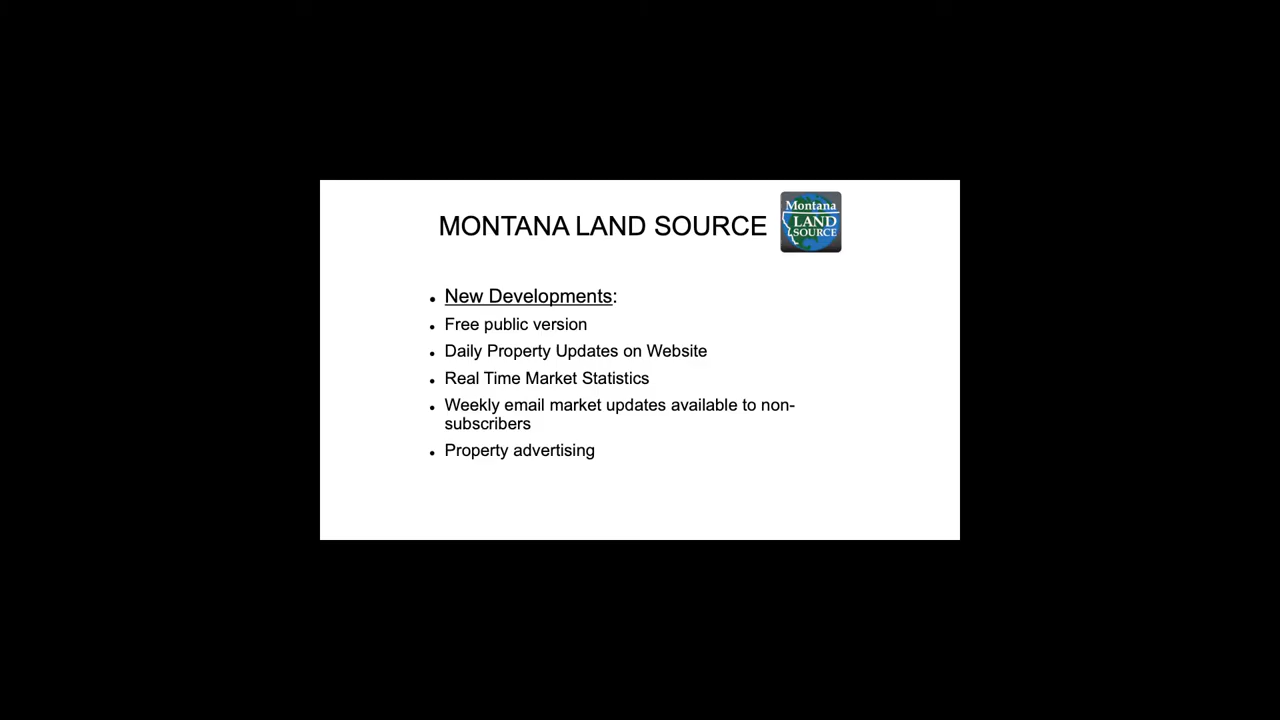 MONTANA LAND SOURCE
Montana
LAND
SOURCE
• New Developments:
• Free public version
• Daily Property Updates on Website
• Real Time Market Statistics
• Weekly email market updates available to non-
subscribers
• Property advertising